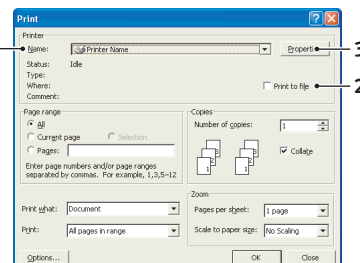 Print
Printer
Name: Printer Name Properti 3
Status: Idle
Type:
Where: Print to file 2
Comment:
Page range
All
Current page Selection
Pages:
Enter page numbers and/or page ranges
separated by commas. For example, 1,3,5-12
Copies
Number of copies: 1
Collate
Print what: Document
Print: All pages in range
Zoom
Pages per sheet: 1 page
Scale to paper size: No Scaling
Options... OK Close